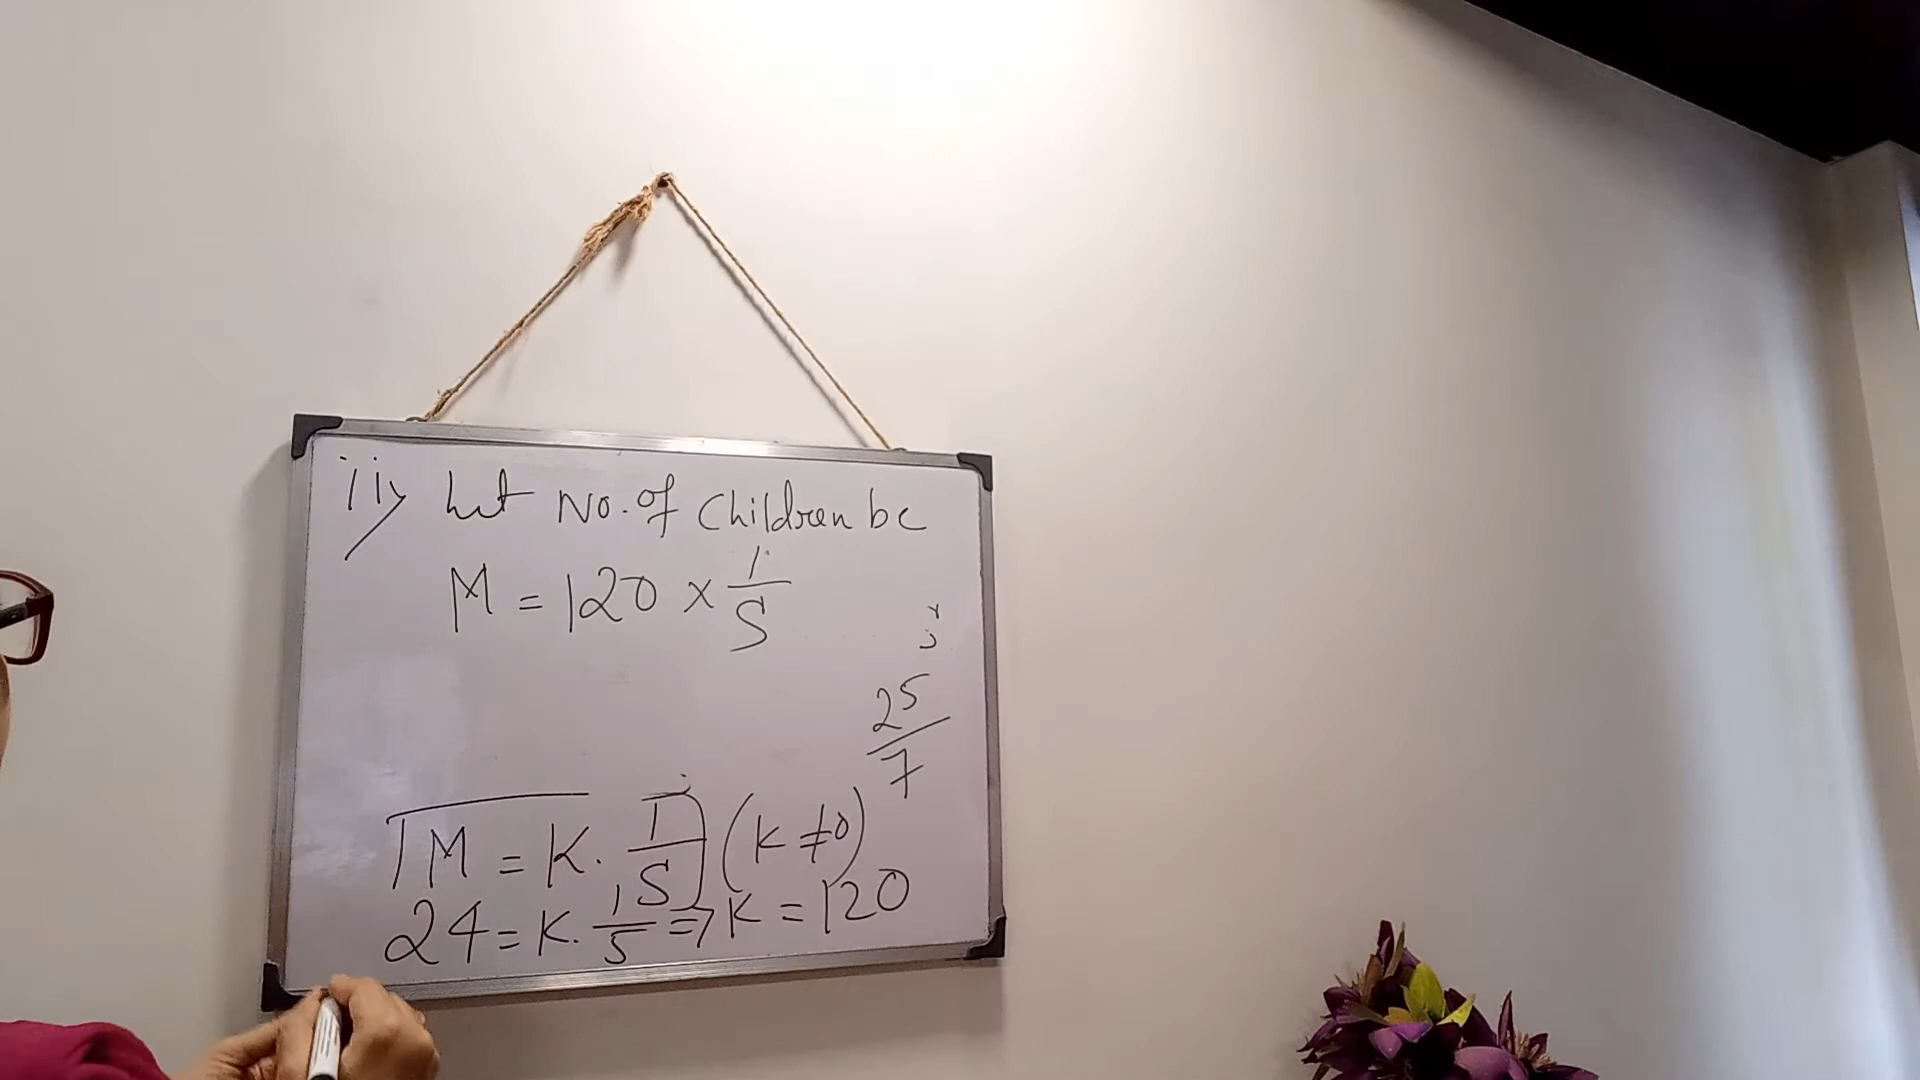 ii) Let No. of Children be
M = 120 × 1/S
25/7
M = K. 1/S (K ≠ 0)
24 = K. 1/5 => K = 120